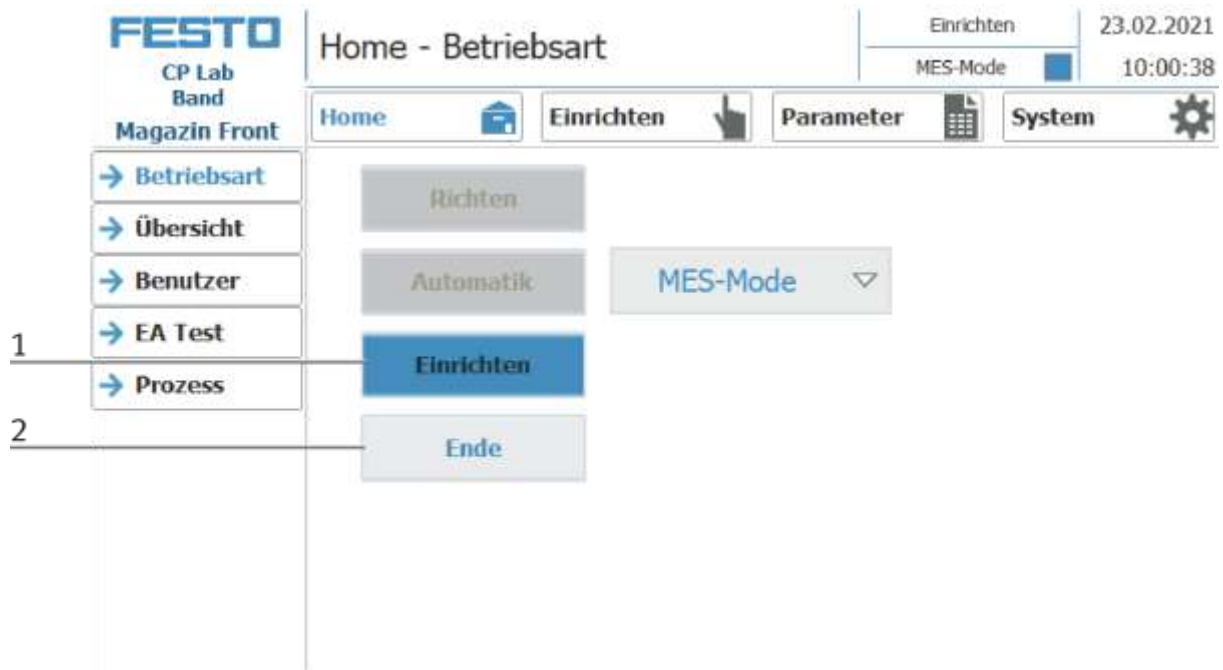 FESTO
CP Lab
Band
Magazin Front
Home - Betriebsart
Einrichten
MES-Mode
23.02.2021
10:00:38
Home
Einrichten
Parameter
System
Betriebsart
Übersicht
Benutzer
EA Test
Prozess
Richten
Automatik
MES-Mode
Einrichten
Ende
1
2